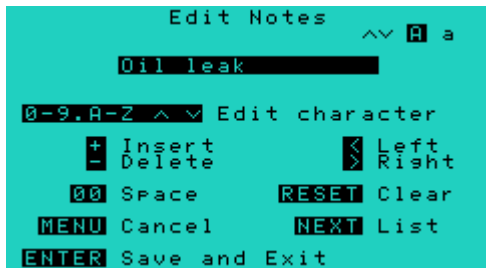 Edit Notes
^v A a
Oil leak
0-9.A-Z ^ v Edit character
+ Insert < Left
- Delete > Right
00 Space RESET Clear
MENU Cancel NEXT List
ENTER Save and Exit